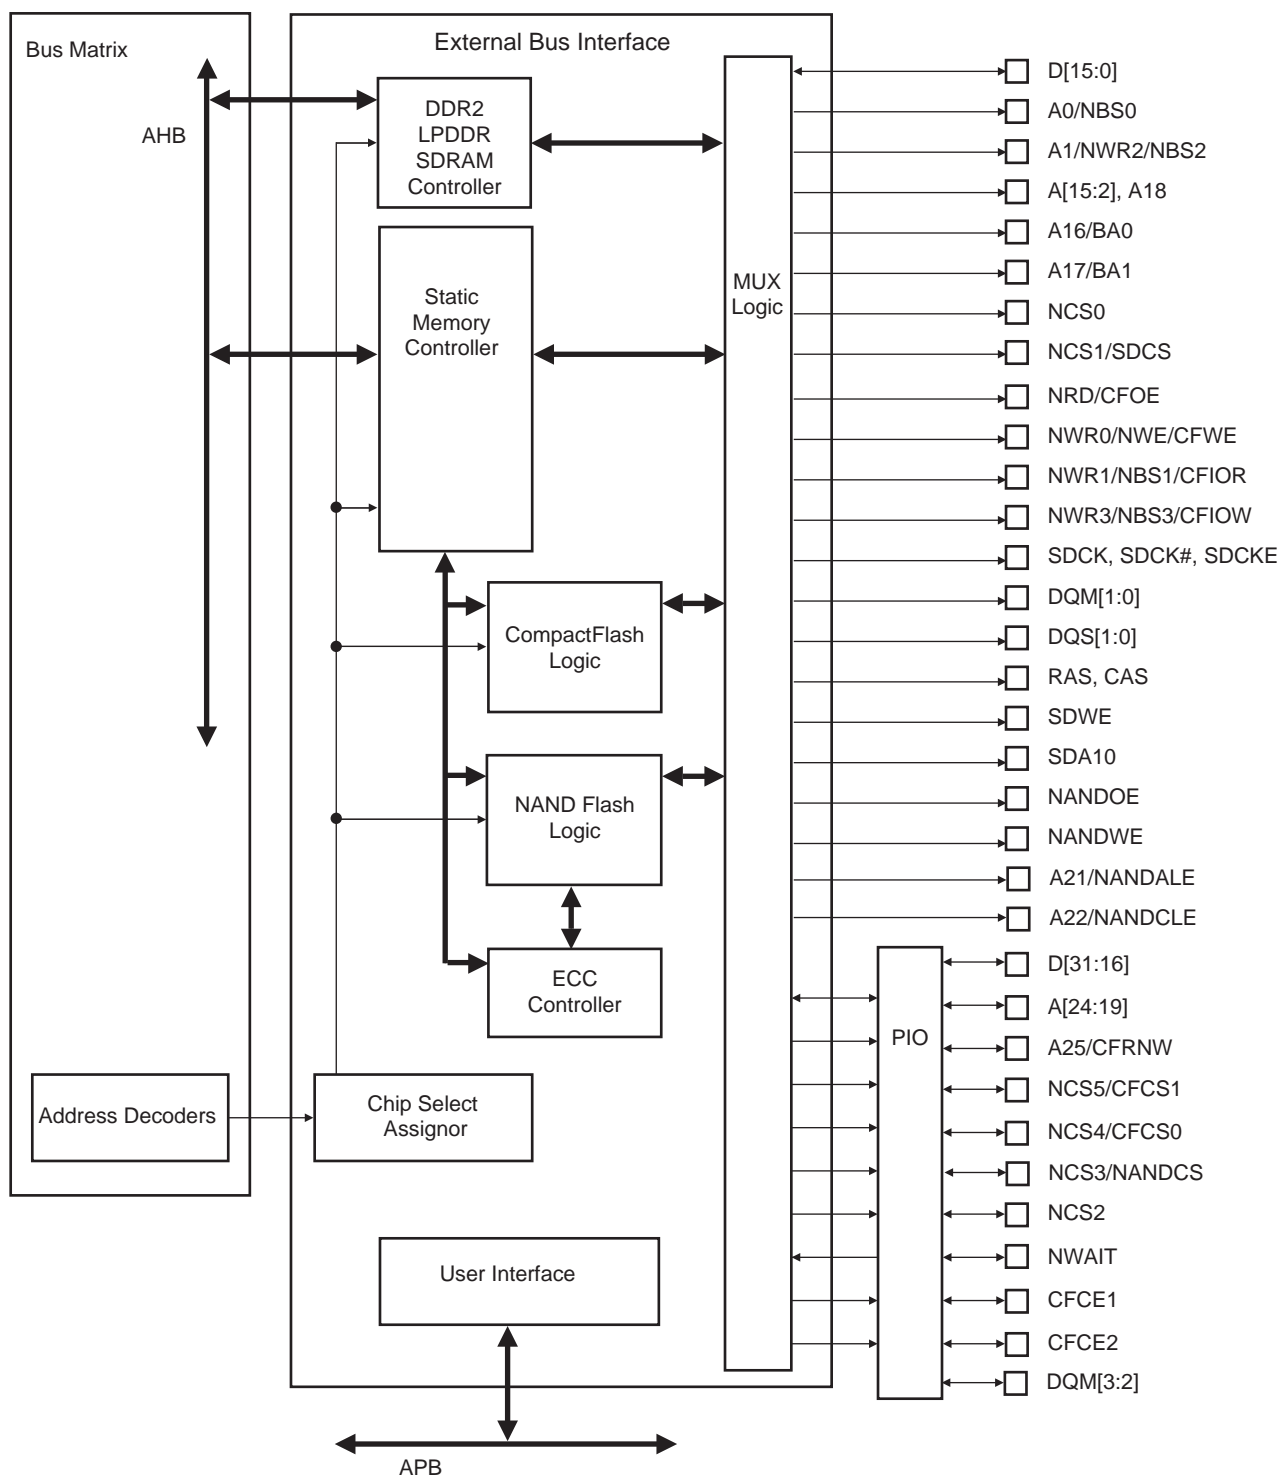 Bus Matrix
External Bus Interface
AHB
DDR2
LPDDR
SDRAM
Controller
Static
Memory
Controller
MUX
Logic
CompactFlash
Logic
NAND Flash
Logic
ECC
Controller
Address Decoders
Chip Select
Assignor
User Interface
APB
PIO
D[15:0]
A0/NBS0
A1/NWR2/NBS2
A[15:2], A18
A16/BA0
A17/BA1
NCS0
NCS1/SDCS
NRD/CFOE
NWR0/NWE/CFWE
NWR1/NBS1/CFIOR
NWR3/NBS3/CFIOW
SDCK, SDCK#, SDCKE
DQM[1:0]
DQS[1:0]
RAS, CAS
SDWE
SDA10
NANDOE
NANDWE
A21/NANDALE
A22/NANDCLE
D[31:16]
A[24:19]
A25/CFRNW
NCS5/CFCS1
NCS4/CFCS0
NCS3/NANDCS
NCS2
NWAIT
CFCE1
CFCE2
DQM[3:2]